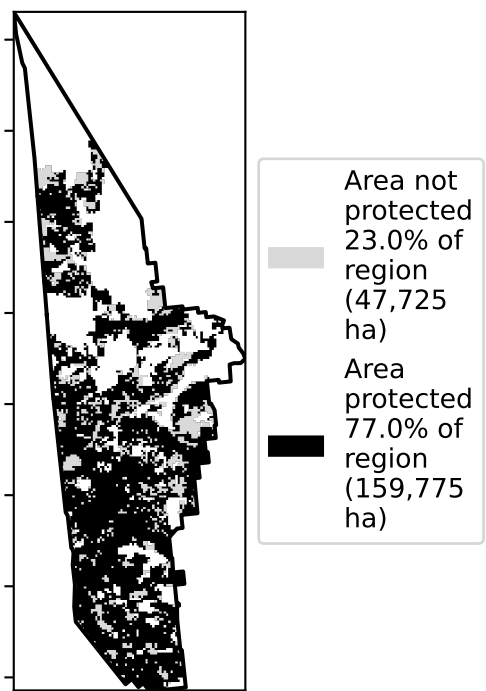 Area not
protected
23.0% of
region
(47,725
ha)
Area
protected
77.0% of
region
(159,775
ha)